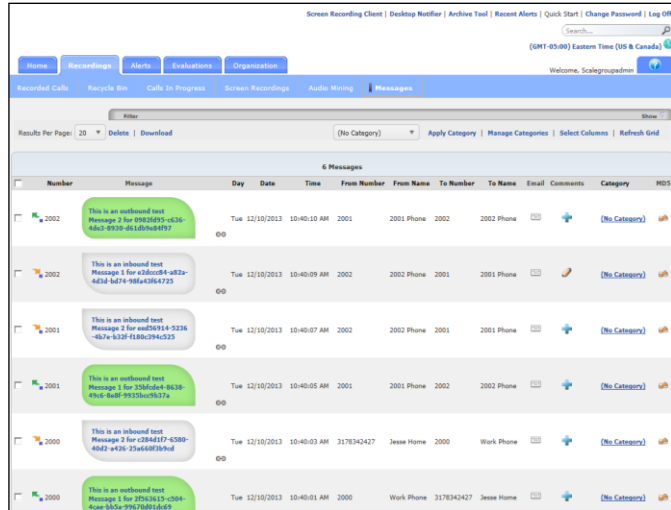 Screen Recording Client | Desktop Notifier | Archive Tool | Recent Alerts | Quick Start | Change Password | Log Off
Search...
(GMT-05:00) Eastern Time (US & Canada)
Home Recordings Alerts Evaluations Organization
Welcome, Scalegroupadmin
Recorded Calls Recycle Bin Calls In Progress Screen Recordings Audio Mining Messages
Filter Show
Results Per Page: 20 Delete | Download (No Category) Apply Category | Manage Categories | Select Columns | Refresh Grid
6 Messages
Number Message Day Date Time From Number From Name To Number To Name Email Comments Category MD5
This is an outbound test
2002 Message 2 for 0983fd95-c636- Tue 12/10/2013 10:40:10 AM 2001 2001 Phone 2002 2002 Phone (No Category)
4de3-8930-d61db9e84f97
This is an inbound test
2002 Message 1 for e2dccc84-a82a- Tue 12/10/2013 10:40:09 AM 2002 2002 Phone 2001 2001 Phone (No Category)
4d3d-bd74-98fa43f64725
This is an inbound test
2001 Message 2 for eed56914-5236 Tue 12/10/2013 10:40:07 AM 2002 2002 Phone 2001 2001 Phone (No Category)
-4b7e-b32f-f180c394c525
This is an outbound test
2001 Message 1 for 35bfcde4-8638- Tue 12/10/2013 10:40:05 AM 2001 2001 Phone 2002 2002 Phone (No Category)
49c6-8e8f-9935bcc9b37a
This is an inbound test
2000 Message 2 for c284d1f7-6580- Tue 12/10/2013 10:40:03 AM 3178342427 Jesse Home 2000 Work Phone (No Category)
40d2-a426-25a660f3b9cd
This is an outbound test
2000 Message 1 for 2f563615-c504- Tue 12/10/2013 10:40:01 AM 2000 Work Phone 3178342427 Jesse Home (No Category)
4cae-bb5a-99670d81dc69